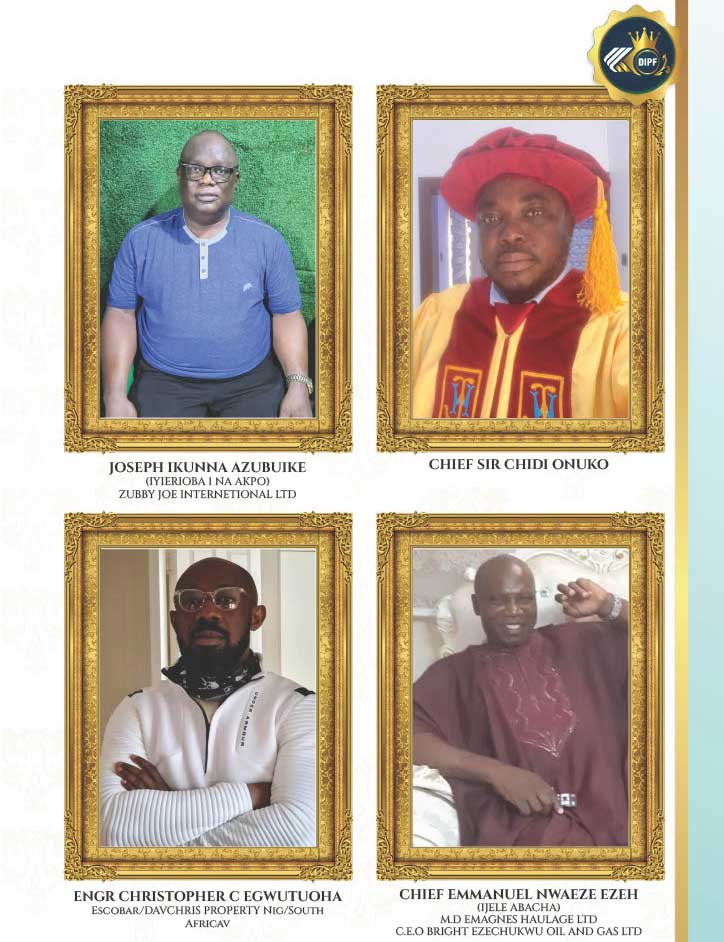 DIPF
JOSEPH IKUNNA AZUBUIKE
(IYIERIOBA I NA AKPO)
ZUBBY JOE INTERNETIONAL LTD
CHIEF SIR CHIDI ONUKO
UNDER ARMOUR
ENGR CHRISTOPHER C EGWUTUOHA
ESCOBAR/DAVCHRIS PROPERTY NIG/SOUTH
AFRICAV
CHIEF EMMANUEL NWAEZE EZEH
(IJELE ABACHA)
M.D EMAGNES HAULAGE LTD
C.E.O BRIGHT EZECHUKWU OIL AND GAS LTD